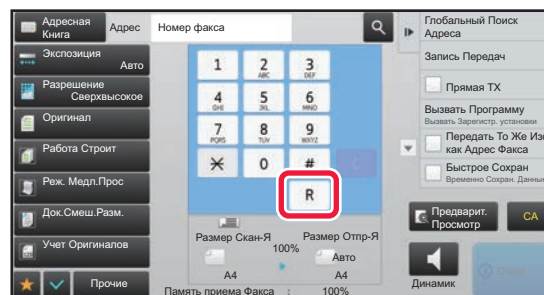 Адресная
Книга
Адрес
Номер факса
Экспозиция
Авто
Разрешение
Сверхвысокое
Оригинал
Работа Строит
Реж. Медл.Прос
Док.Смеш.Разм.
Учет Оригиналов
Прочие
1
2
ABC
3
DEF
4
GHI
5
JKL
6
MNO
7
PQRS
8
TUV
9
WXYZ
0
#
R
Размер
Скан-Я
100%
Размер
Отпр-Я
Авто
A4
A4
Память приема Факса : 100%
Глобальный Поиск
Адреса
Запись Передач
Прямая TX
Вызвать Программу
Вызвать Зарегистр. установки
Передать То Же Изо
как Адрес Факса
Быстрое Сохран
Временно Сохран. Данны
Предварит.
Просмотр
CA
Динамик
Старт